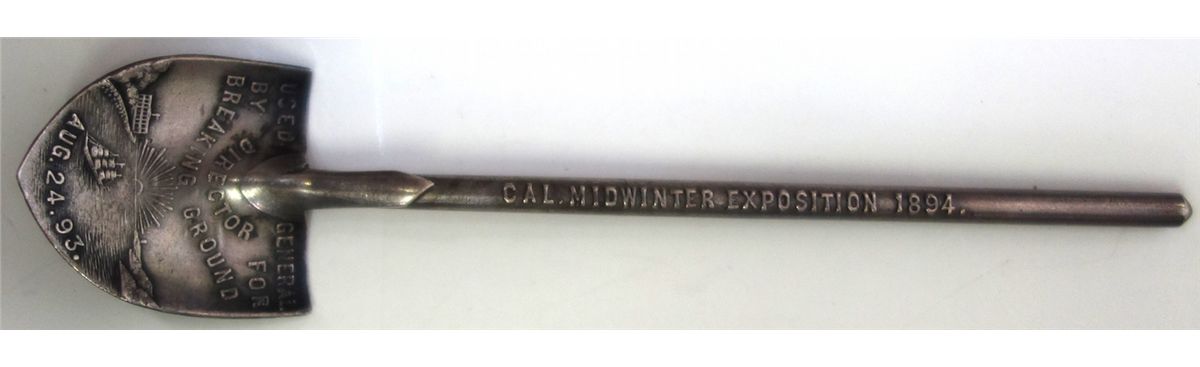 USED GENERAL
BY DIRECTOR FOR
BREAKING GROUND
AUG. 24. 93.
CAL. MIDWINTER EXPOSITION 1894.